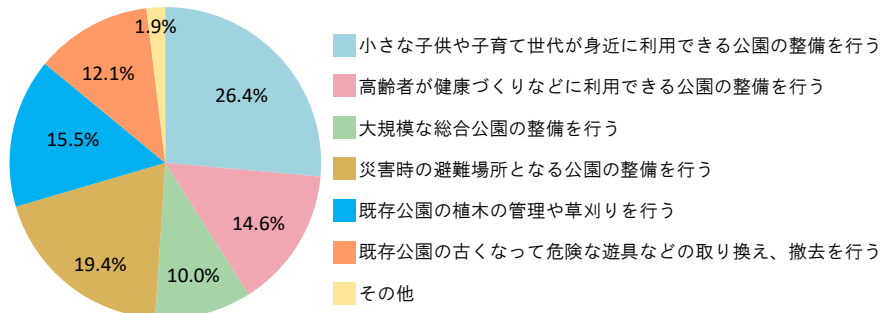 1.9%
12.1%
26.4%
15.5%
14.6%
19.4%
10.0%
小さな子供や子育て世代が身近に利用できる公園の整備を行う
高齢者が健康づくりなどに利用できる公園の整備を行う
大規模な総合公園の整備を行う
災害時の避難場所となる公園の整備を行う
既存公園の植木の管理や草刈りを行う
既存公園の古くなって危険な遊具などの取り換え、撤去を行う
その他